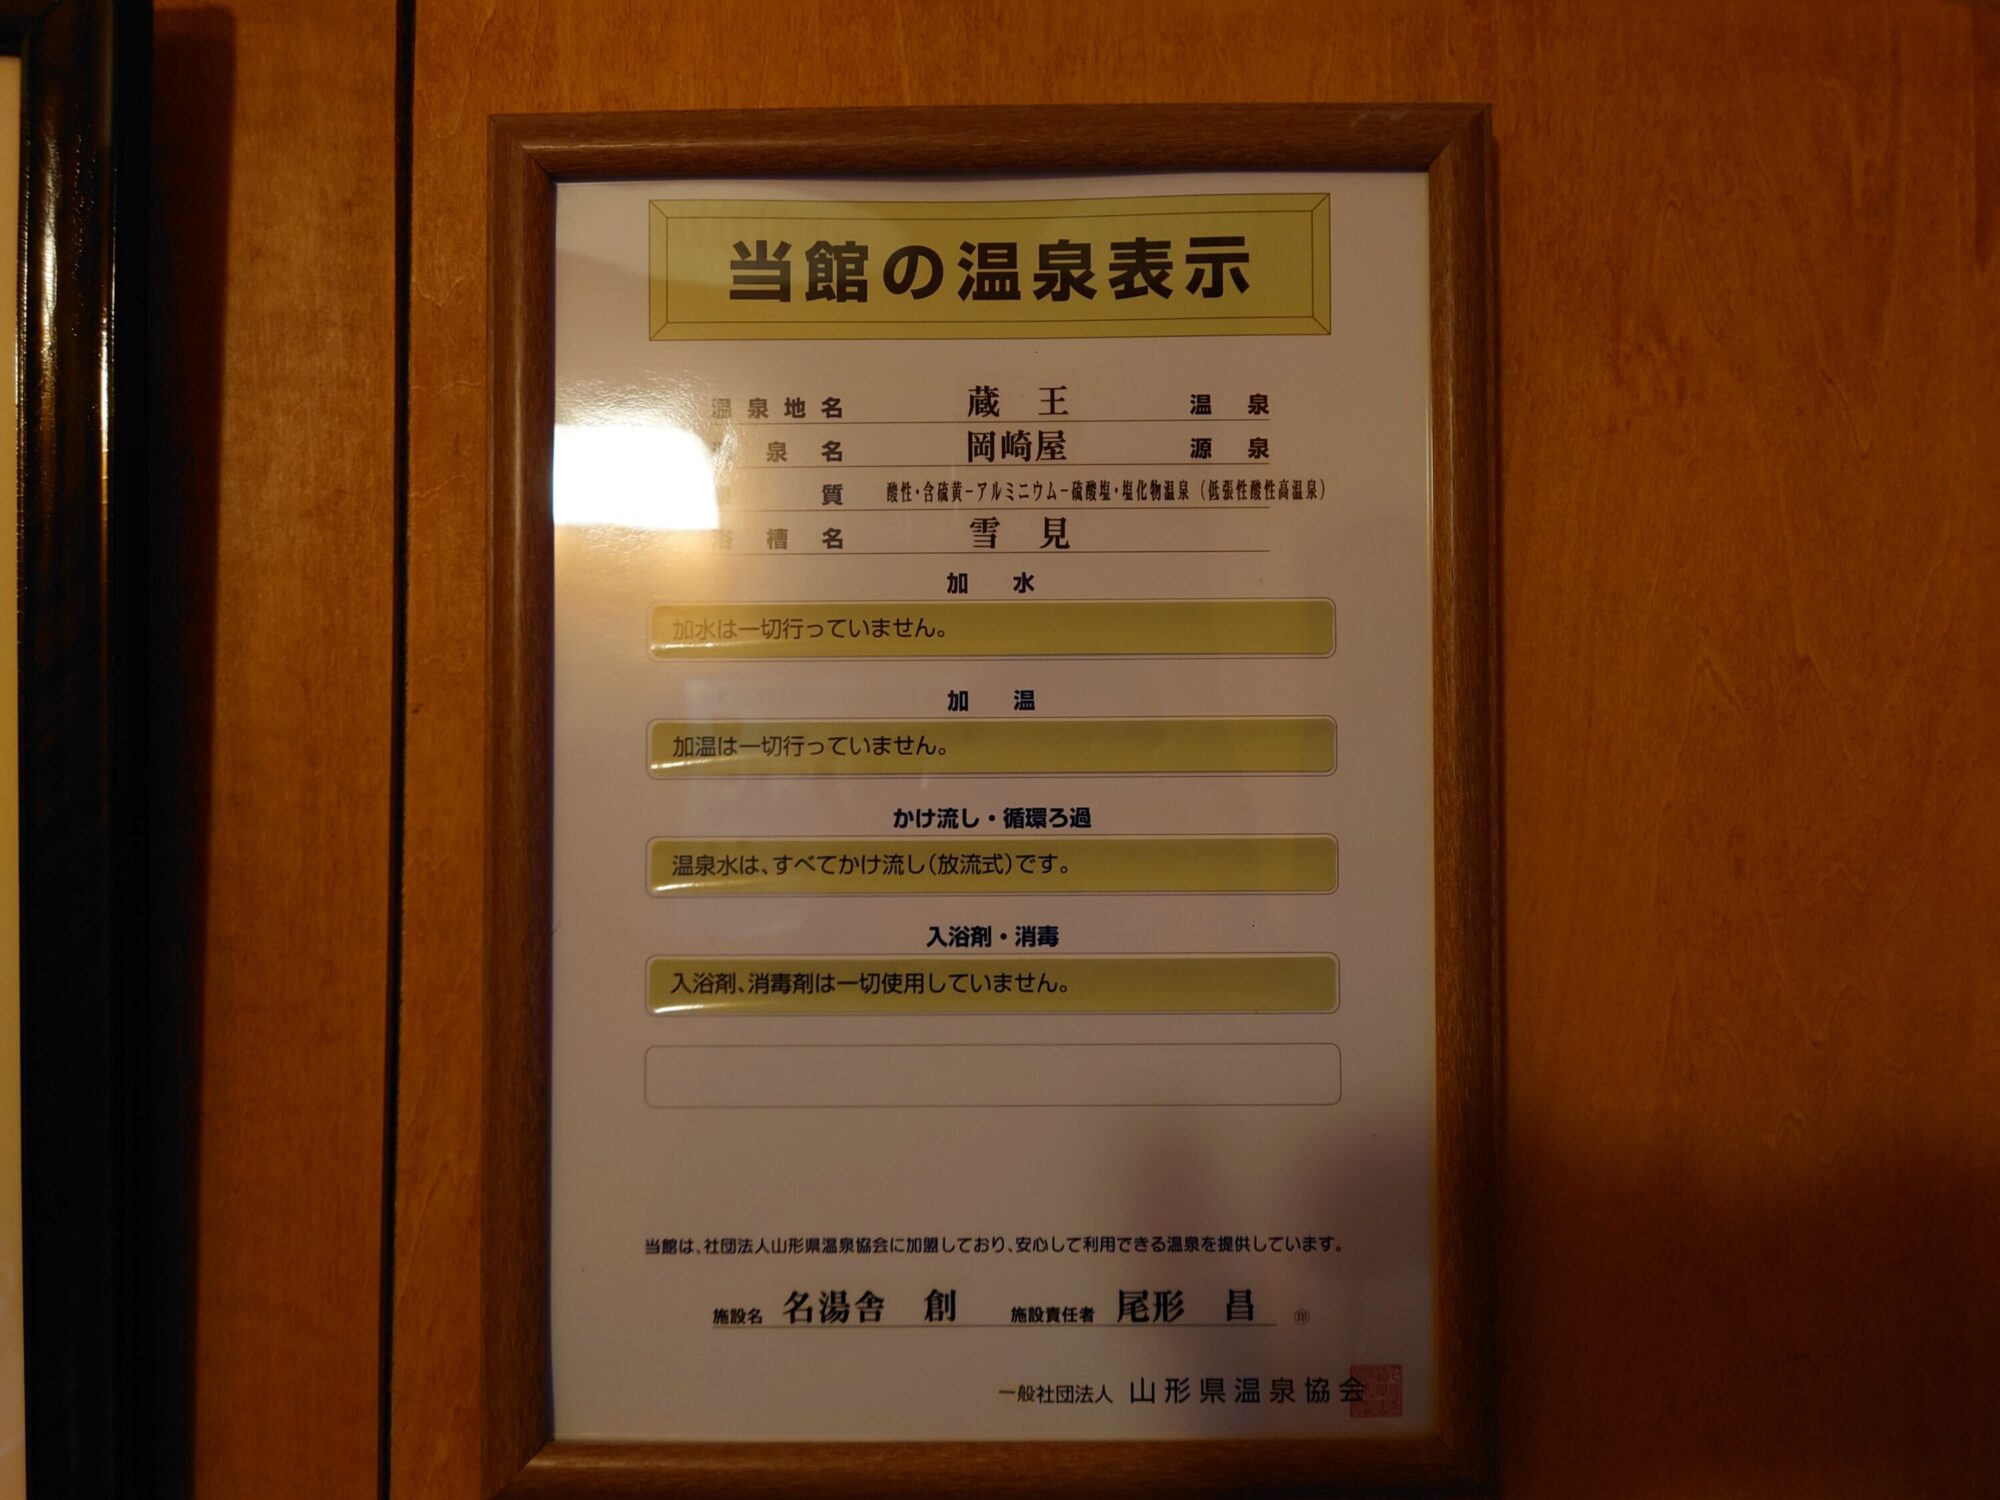 当館の温泉表示
温泉地名 蔵王 温泉
泉名 岡崎屋 源泉
質 酸性・含硫黄－アルミニウム－硫酸塩・塩化物温泉（低張性酸性高温泉）
浴槽名 雪見
加水
加水は一切行っていません。
加温
加温は一切行っていません。
かけ流し・循環ろ過
温泉水は、すべてかけ流し（放流式）です。
入浴剤・消毒
入浴剤、消毒剤は一切使用していません。
当館は、社団法人山形県温泉協会に加盟しており、安心して利用できる温泉を提供しています。
施設名 名湯舎 創 施設責任者 尾形 昌 ㊞
一般社団法人 山形県温泉協会